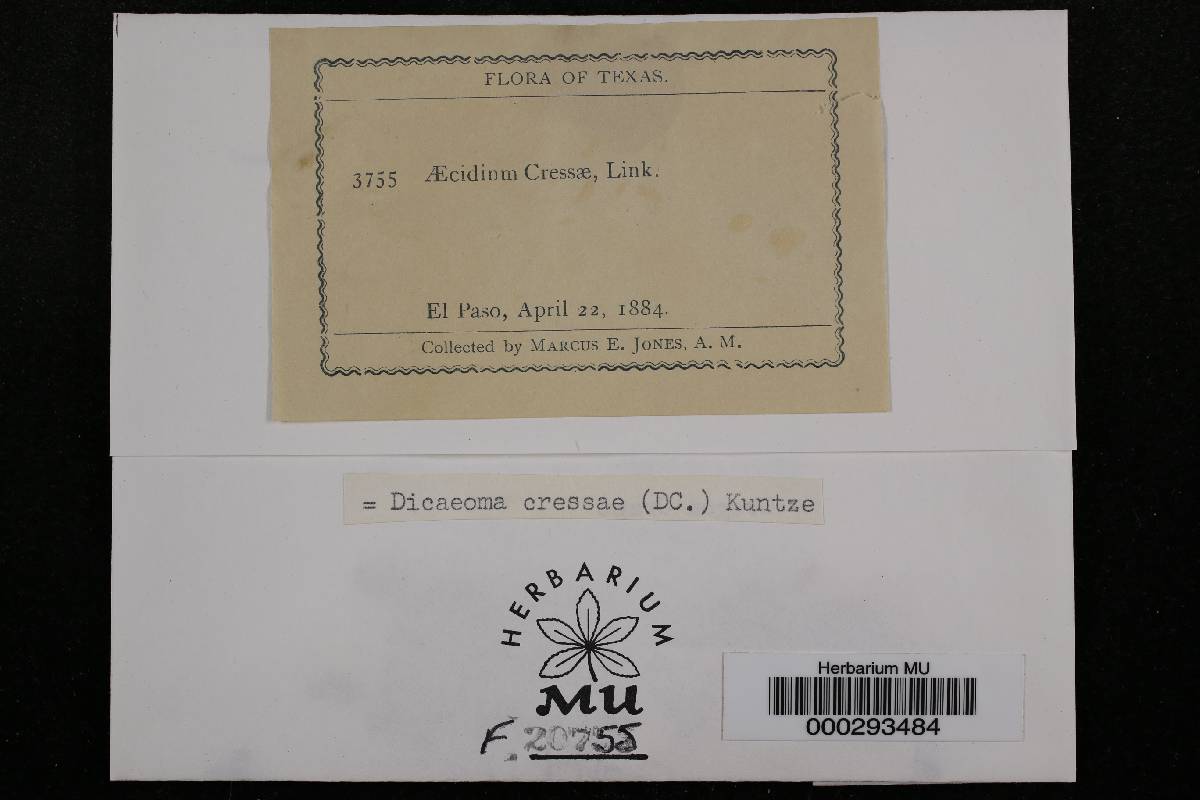 FLORA OF TEXAS.
3755 Æcidium Cressæ, Link.
El Paso, April 22, 1884.
Collected by MARCUS E. JONES, A. M.
= Dicaeoma cressae (DC.) Kuntze
HERBARIUM
MU
F 20755
Herbarium MU
000293484